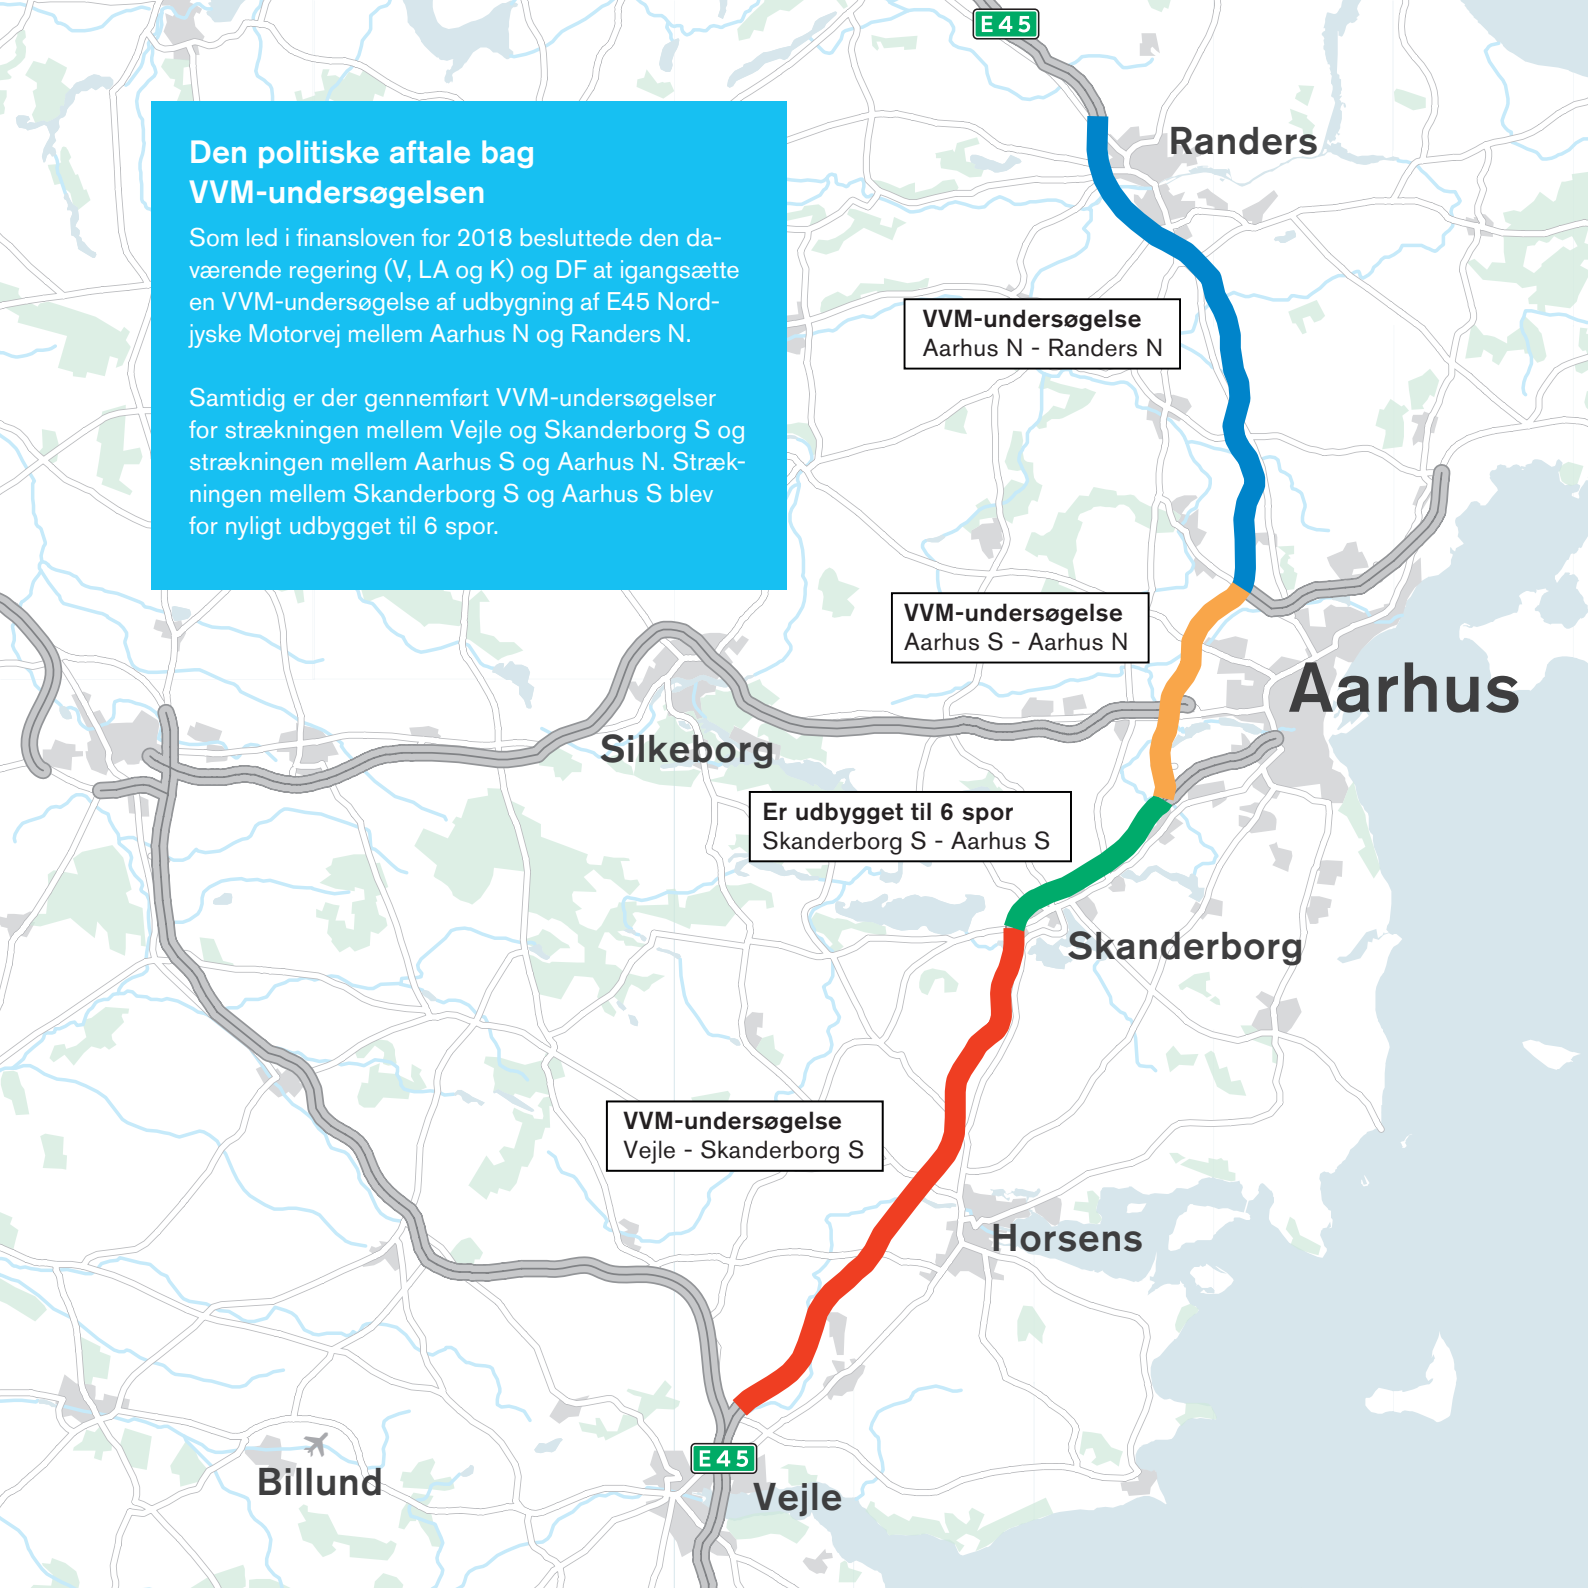 E45
Randers
Den politiske aftale bag
VVM-undersøgelsen
Som led i finansloven for 2018 besluttede den da-
værende regering (V, LA og K) og DF at igangsætte
en VVM-undersøgelse af udbygning af E45 Nord-
jyske Motorvej mellem Aarhus N og Randers N.
Samtidig er der gennemført VVM-undersøgelser
for strækningen mellem Vejle og Skanderborg S og
strækningen mellem Aarhus S og Aarhus N. Stræk-
ningen mellem Skanderborg S og Aarhus S blev
for nyligt udbygget til 6 spor.
VVM-undersøgelse
Aarhus N - Randers N
VVM-undersøgelse
Aarhus S - Aarhus N
Aarhus
Silkeborg
Er udbygget til 6 spor
Skanderborg S - Aarhus S
Skanderborg
VVM-undersøgelse
Vejle - Skanderborg S
Horsens
E45
Billund
Vejle